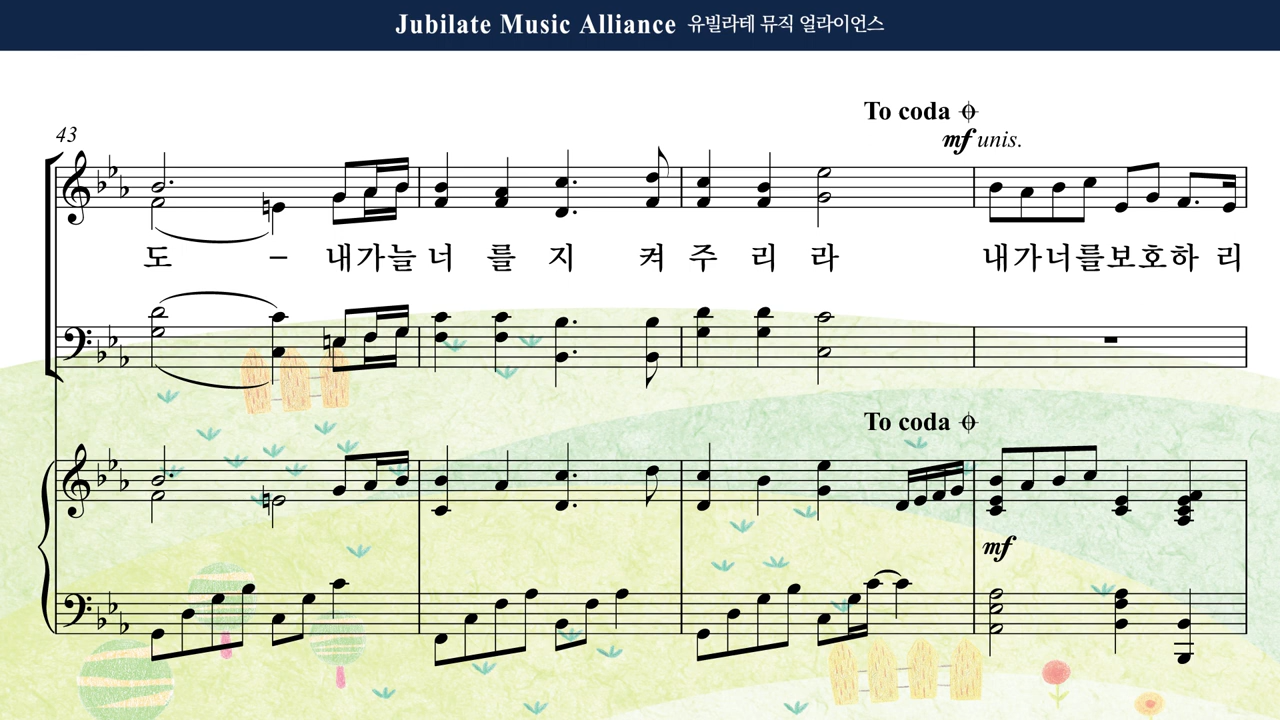 Jubilate Music Alliance 유빌라테 뮤직 얼라이언스
To coda
43
mf unis.
도 – 내가늘 너 를 지 켜 주 리 라 내가너를보호하 리
To coda
mf